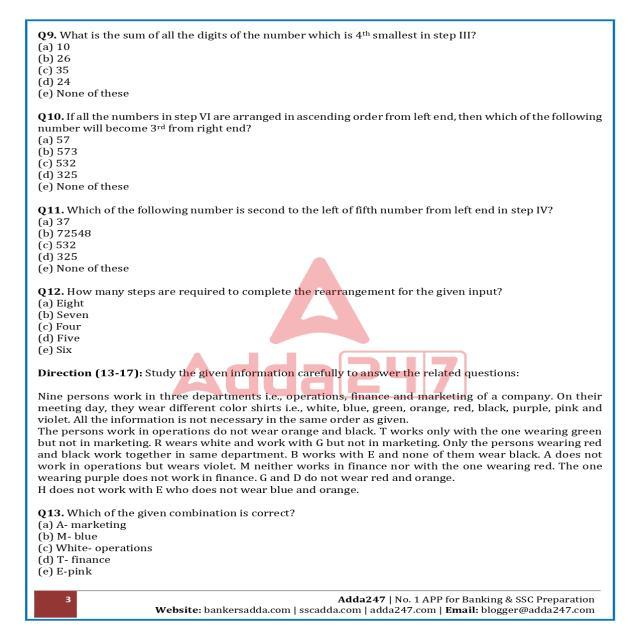 Q9. What is the sum of all the digits of the number which is 4th smallest in step III?
(a) 10
(b) 26
(c) 35
(d) 24
(e) None of these
Q10. If all the numbers in step VI are arranged in ascending order from left end, then which of the following
number will become 3rd from right end?
(a) 57
(b) 573
(c) 532
(d) 325
(e) None of these
Q11. Which of the following number is second to the left of fifth number from left end in step IV?
(a) 37
(b) 72548
(c) 532
(d) 325
(e) None of these
Q12. How many steps are required to complete the rearrangement for the given input?
(a) Eight
(b) Seven
(c) Four
(d) Five
(e) Six
Adda247
Direction (13-17): Study the given information carefully to answer the related questions:
Nine persons work in three departments i.e., operations, finance and marketing of a company. On their
meeting day, they wear different color shirts i.e., white, blue, green, orange, red, black, purple, pink and
violet. All the information is not necessary in the same order as given.
The persons work in operations do not wear orange and black. T works only with the one wearing green
but not in marketing. R wears white and work with G but not in marketing. Only the persons wearing red
and black work together in same department. B works with E and none of them wear black. A does not
work in operations but wears violet. M neither works in finance nor with the one wearing red. The one
wearing purple does not work in finance. G and D do not wear red and orange.
H does not work with E who does not wear blue and orange.
Q13. Which of the given combination is correct?
(a) A- marketing
(b) M- blue
(c) White- operations
(d) T- finance
(e) E-pink
3
Adda247 | No. 1 APP for Banking & SSC Preparation
Website: bankersadda.com | sscadda.com | adda247.com | Email: blogger@adda247.com